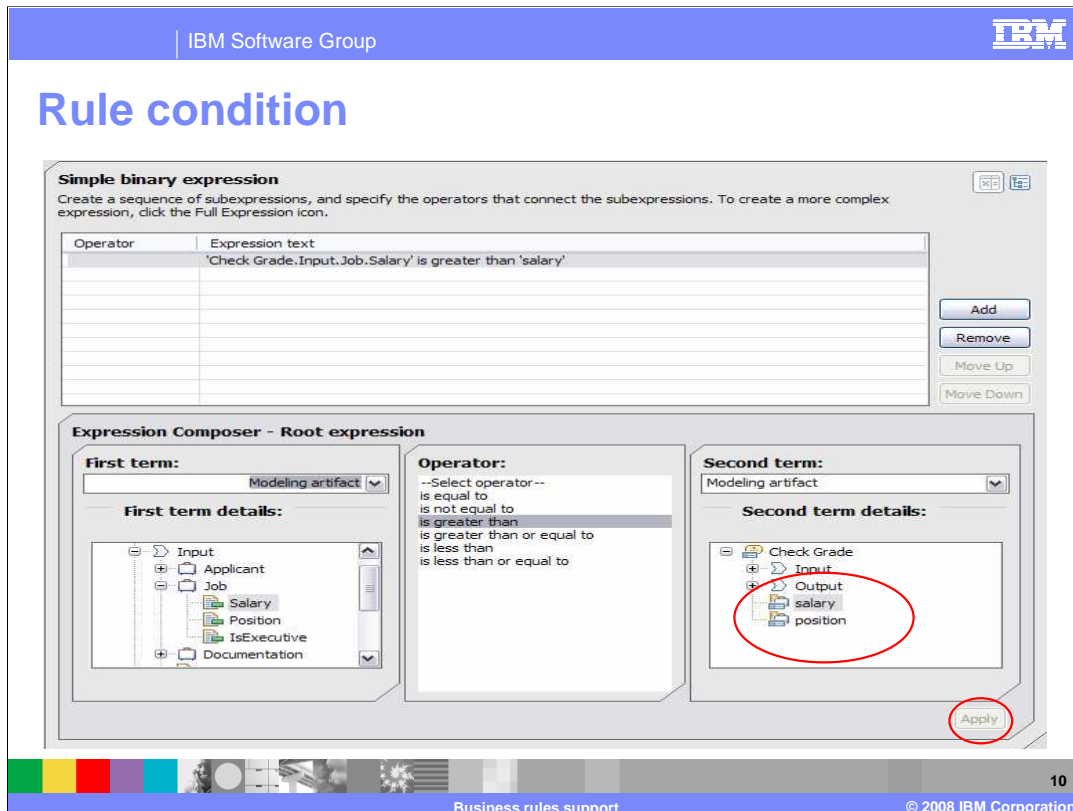 IBM Software Group
IBM
Rule condition
Simple binary expression
Create a sequence of subexpressions, and specify the operators that connect the subexpressions. To create a more complex
expression, click the Full Expression icon.
Operator Expression text
'Check Grade.Input.Job.Salary' is greater than 'salary'
Add
Remove
Move Up
Move Down
Expression Composer - Root expression
First term:
Modeling artifact
First term details:
Input
Applicant
Job
Salary
Position
IsExecutive
Documentation
Operator:
--Select operator--
is equal to
is not equal to
is greater than
is greater than or equal to
is less than
is less than or equal to
Second term:
Modeling artifact
Second term details:
Check Grade
Input
Output
salary
position
Apply
10
Business rules support
© 2008 IBM Corporation